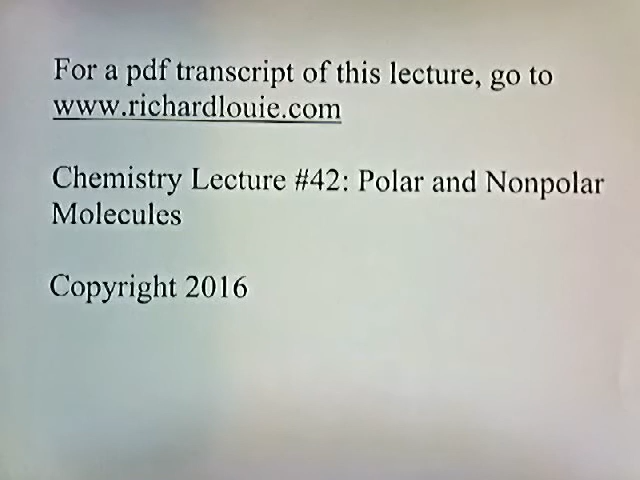 For a pdf transcript of this lecture, go to
www.richardlouie.com
Chemistry Lecture #42: Polar and Nonpolar
Molecules
Copyright 2016